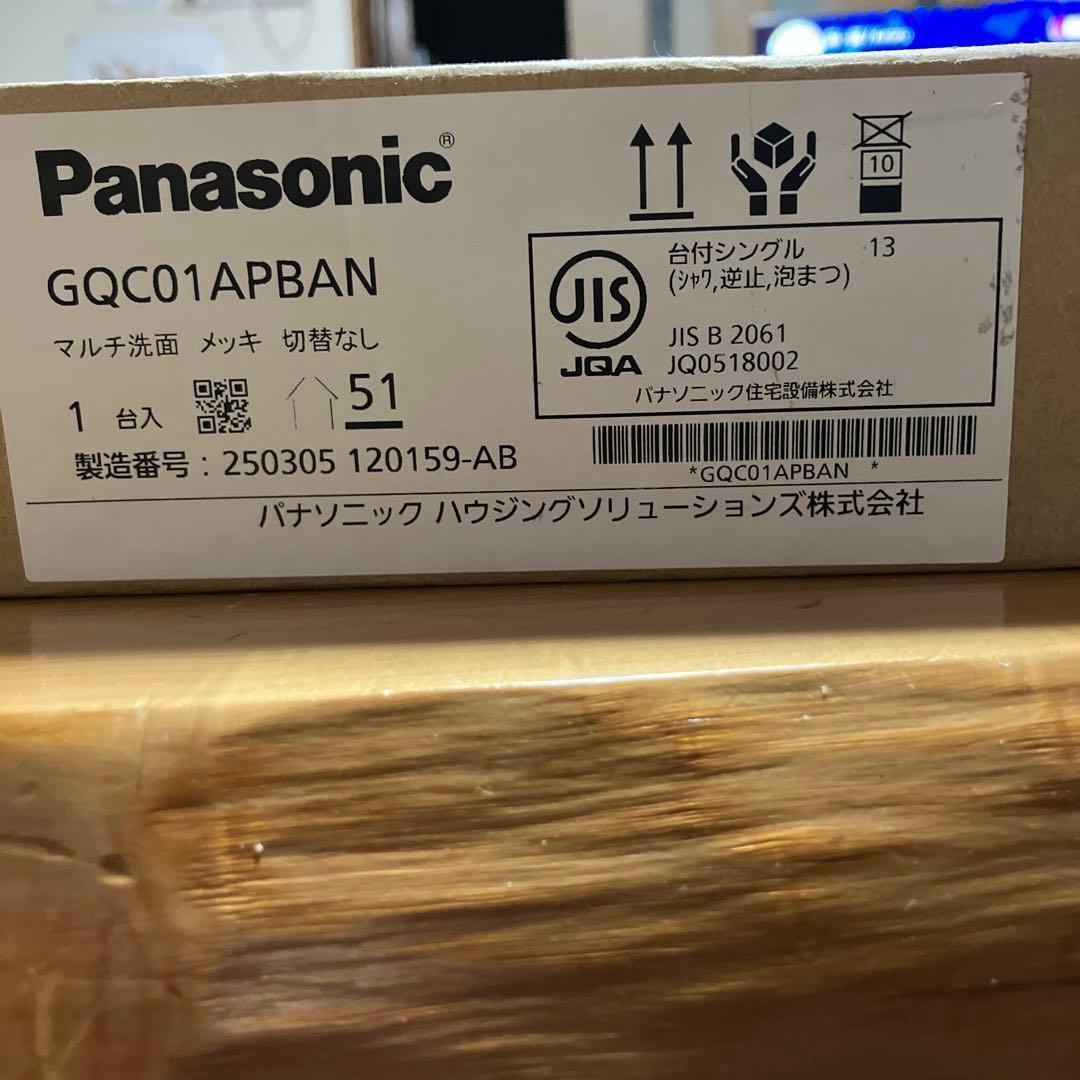 Panasonic®
GQC01APBAN
マルチ洗面 メッキ 切替なし
1 台入
51
製造番号 : 250305 120159-AB
10
JIS
JQA
台付シングル 13
(ｼｬﾜ,逆止,泡まつ)
JIS B 2061
JQ0518002
パナソニック住宅設備株式会社
*GQC01APBAN *
パナソニック ハウジングソリューションズ株式会社